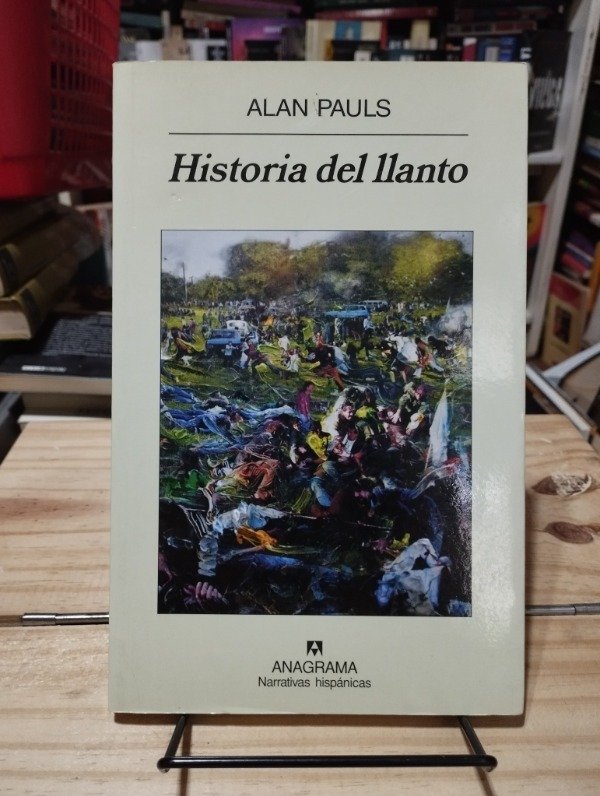 ALAN PAULS
Historia del llanto
ANAGRAMA
Narrativas hispánicas